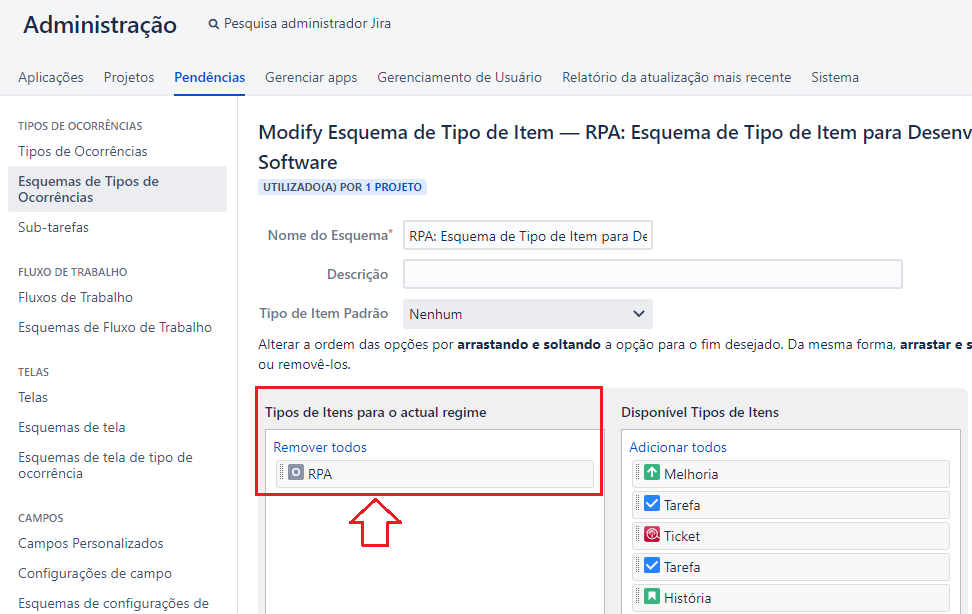 Administração
Pesquisa administrador Jira
Aplicações
Projetos
Pendências
Gerenciar apps
Gerenciamento de Usuário
Relatório da atualização mais recente
Sistema
TIPOS DE OCORRÊNCIAS
Tipos de Ocorrências
Esquemas de Tipos de
Ocorrências
Sub-tarefas
FLUXO DE TRABALHO
Fluxos de Trabalho
Esquemas de Fluxo de Trabalho
TELAS
Telas
Esquemas de tela
Esquemas de tela de tipo de
ocorrência
CAMPOS
Campos Personalizados
Configurações de campo
Esquemas de configurações de
Modify Esquema de Tipo de Item — RPA: Esquema de Tipo de Item para Desenv
Software
UTILIZADO(A) POR 1 PROJETO
Nome do Esquema*
RPA: Esquema de Tipo de Item para De
Descrição
Tipo de Item Padrão
Nenhum
Alterar a ordem das opções por arrastando e soltando a opção para o fim desejado. Da mesma forma, arrastar e s
ou removê-los.
Tipos de Itens para o actual regime
Remover todos
RPA
Disponível Tipos de Itens
Adicionar todos
Melhoria
Tarefa
Ticket
Tarefa
História